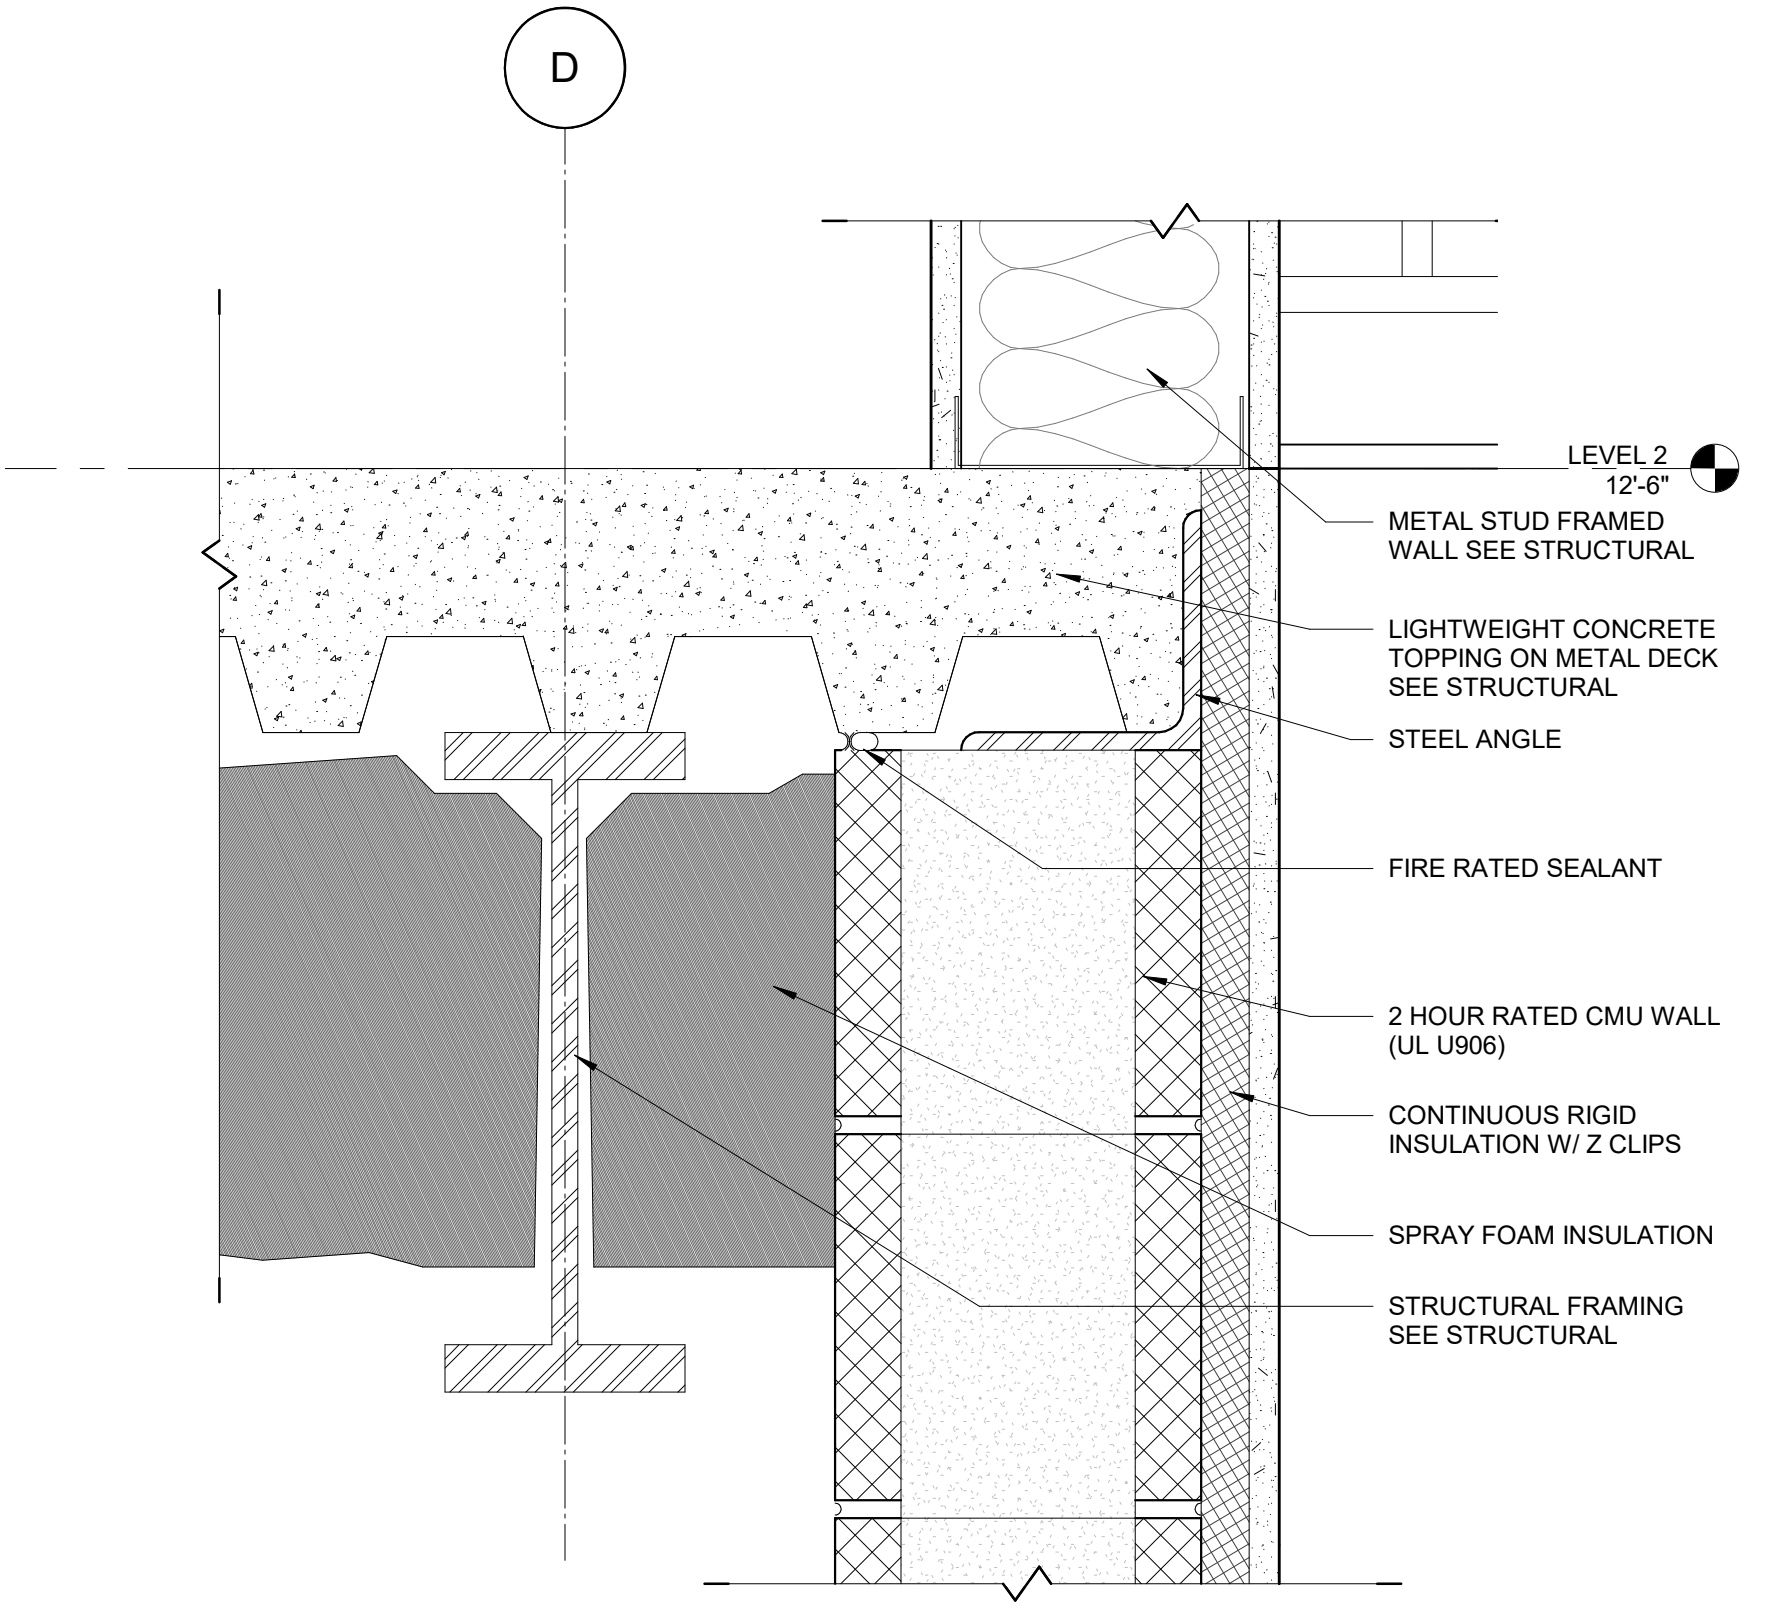 D
LEVEL 2
12'-6"
METAL STUD FRAMED
WALL SEE STRUCTURAL
LIGHTWEIGHT CONCRETE
TOPPING ON METAL DECK
SEE STRUCTURAL
STEEL ANGLE
FIRE RATED SEALANT
2 HOUR RATED CMU WALL
(UL U906)
CONTINUOUS RIGID
INSULATION W/ Z CLIPS
SPRAY FOAM INSULATION
STRUCTURAL FRAMING
SEE STRUCTURAL